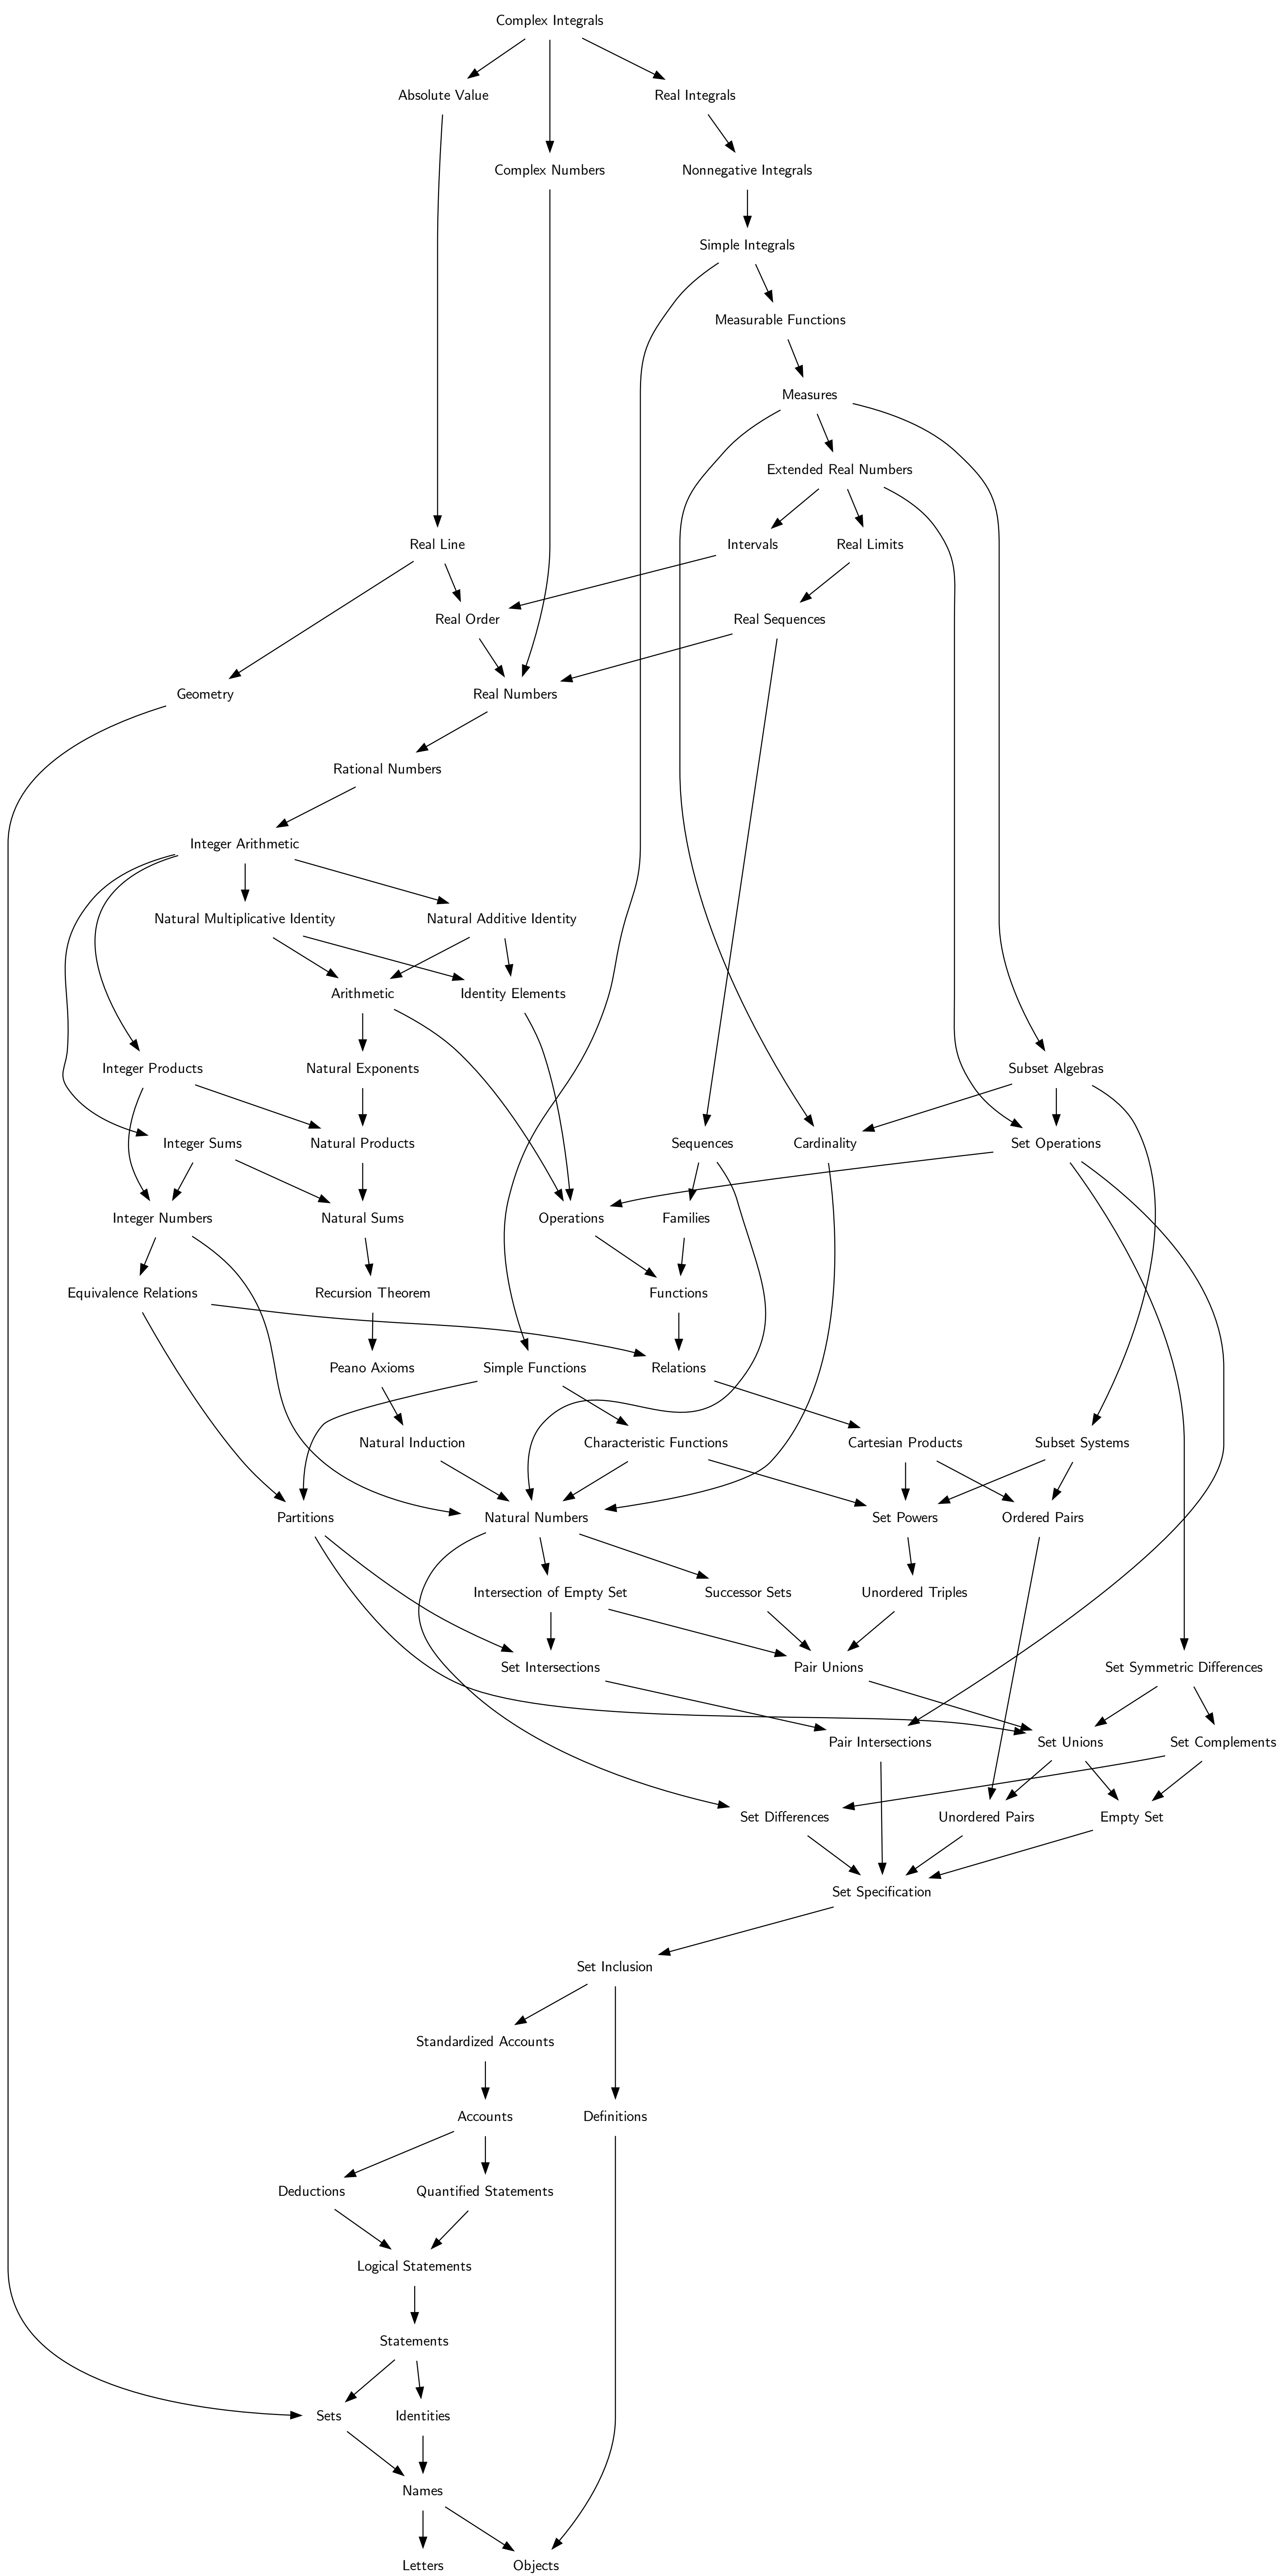 Complex Integrals
Absolute Value
Real Integrals
Complex Numbers
Nonnegative Integrals
Simple Integrals
Measurable Functions
Measures
Extended Real Numbers
Real Line
Intervals
Real Limits
Real Order
Real Sequences
Geometry
Real Numbers
Rational Numbers
Integer Arithmetic
Natural Multiplicative Identity
Natural Additive Identity
Arithmetic
Identity Elements
Integer Products
Natural Exponents
Subset Algebras
Integer Sums
Natural Products
Sequences
Cardinality
Set Operations
Integer Numbers
Natural Sums
Operations
Families
Equivalence Relations
Recursion Theorem
Functions
Peano Axioms
Simple Functions
Relations
Natural Induction
Characteristic Functions
Cartesian Products
Subset Systems
Partitions
Natural Numbers
Set Powers
Ordered Pairs
Intersection of Empty Set
Successor Sets
Unordered Triples
Set Intersections
Pair Unions
Set Symmetric Differences
Pair Intersections
Set Unions
Set Complements
Set Differences
Unordered Pairs
Empty Set
Set Specification
Set Inclusion
Standardized Accounts
Accounts
Definitions
Deductions
Quantified Statements
Logical Statements
Statements
Sets
Identities
Names
Letters
Objects